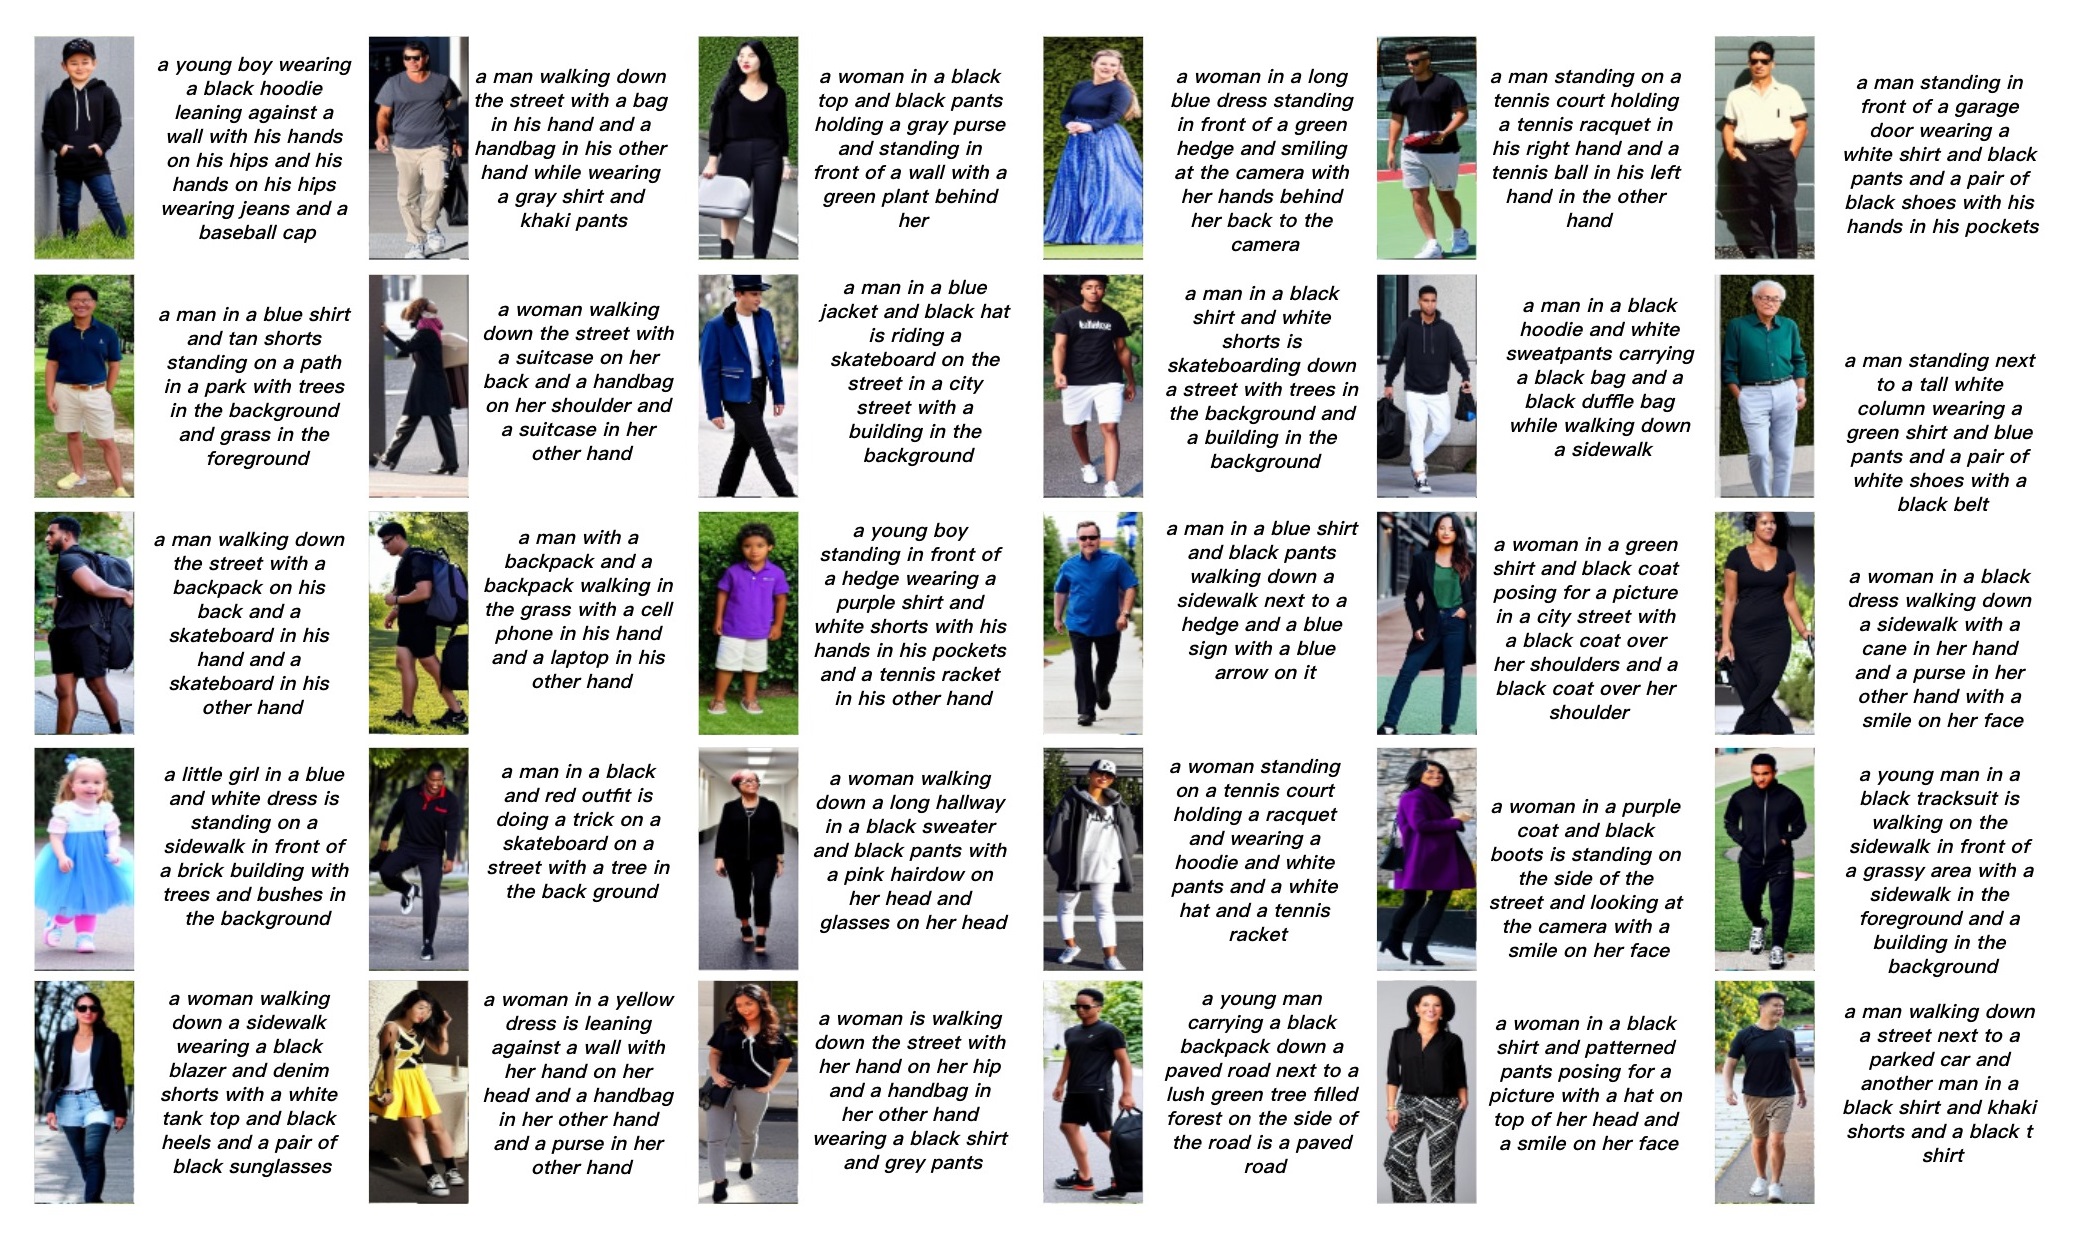 a young boy wearing
a black hoodie
leaning against a
wall with his hands
on his hips and his
hands on his hips
wearing jeans and a
baseball cap
a man walking down
the street with a bag
in his hand and a
handbag in his other
hand while wearing
a gray shirt and
khaki pants
a woman in a black
top and black pants
holding a gray purse
and standing in
front of a wall with a
green plant behind
her
a woman in a long
blue dress standing
in front of a green
hedge and smiling
at the camera with
her hands behind
her back to the
camera
a man standing on a
tennis court holding
a tennis racquet in
his right hand and a
tennis ball in his left
hand in the other
hand
a man standing in
front of a garage
door wearing a
white shirt and black
pants and a pair of
black shoes with his
hands in his pockets
a man in a blue shirt
and tan shorts
standing on a path
in a park with trees
in the background
and grass in the
foreground
a woman walking
down the street with
a suitcase on her
back and a handbag
on her shoulder and
a suitcase in her
other hand
a man in a blue
jacket and black hat
is riding a
skateboard on the
street in a city
street with a
building in the
background
a man in a black
shirt and white
shorts is
skateboarding down
a street with trees in
the background and
a building in the
background
a man in a black
hoodie and white
sweatpants carrying
a black bag and a
black duffle bag
while walking down
a sidewalk
a man standing next
to a tall white
column wearing a
green shirt and blue
pants and a pair of
white shoes with a
black belt
a man walking down
the street with a
backpack on his
back and a
skateboard in his
hand and a
skateboard in his
other hand
a man with a
backpack and a
backpack walking in
the grass with a cell
phone in his hand
and a laptop in his
other hand
a young boy
standing in front of
a hedge wearing a
purple shirt and
white shorts with his
hands in his pockets
and a tennis racket
in his other hand
a man in a blue shirt
and black pants
walking down a
sidewalk next to a
hedge and a blue
sign with a blue
arrow on it
a woman in a green
shirt and black coat
posing for a picture
in a city street with
a black coat over
her shoulders and a
black coat over her
shoulder
a woman in a black
dress walking down
a sidewalk with a
cane in her hand
and a purse in her
other hand with a
smile on her face
a little girl in a blue
and white dress is
standing on a
sidewalk in front of
a brick building with
trees and bushes in
the background
a man in a black
and red outfit is
doing a trick on a
skateboard on a
street with a tree in
the back ground
a woman walking
down a long hallway
in a black sweater
and black pants with
a pink hairdow on
her head and
glasses on her head
a woman standing
on a tennis court
holding a racquet
and wearing a
hoodie and white
pants and a white
hat and a tennis
racket
a woman in a purple
coat and black
boots is standing on
the side of the
street and looking at
the camera with a
smile on her face
a young man in a
black tracksuit is
walking on the
sidewalk in front of
a grassy area with a
sidewalk in the
foreground and a
building in the
background
a woman walking
down a sidewalk
wearing a black
blazer and denim
shorts with a white
tank top and black
heels and a pair of
black sunglasses
a woman in a yellow
dress is leaning
against a wall with
her hand on her
head and a handbag
in her other hand
and a purse in her
other hand
a woman is walking
down the street with
her hand on her hip
and a handbag in
her other hand
wearing a black shirt
and grey pants
a young man
carrying a black
backpack down a
paved road next to a
lush green tree filled
forest on the side of
the road is a paved
road
a woman in a black
shirt and patterned
pants posing for a
picture with a hat on
top of her head and
a smile on her face
a man walking down
a street next to a
parked car and
another man in a
black shirt and khaki
shorts and a black t
shirt